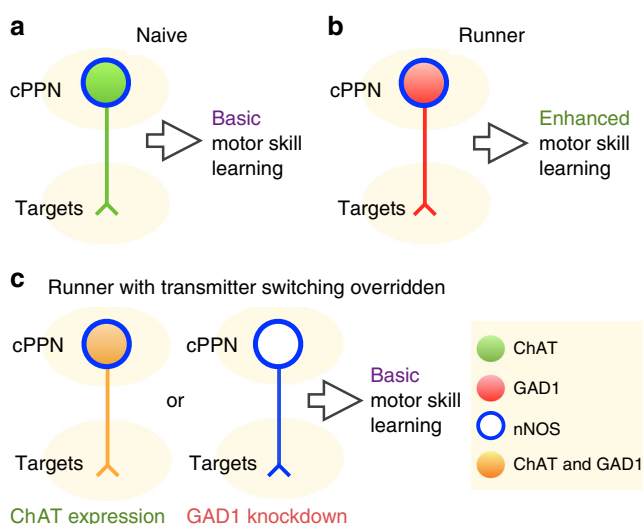 a
Naive
cPPN
Basic
motor skill
learning
Targets
b
Runner
cPPN
Enhanced
motor skill
learning
Targets
c
Runner with transmitter switching overridden
cPPN
cPPN
or
Basic
motor skill
learning
Targets
Targets
ChAT expression
GAD1 knockdown
ChAT
GAD1
nNOS
ChAT and GAD1